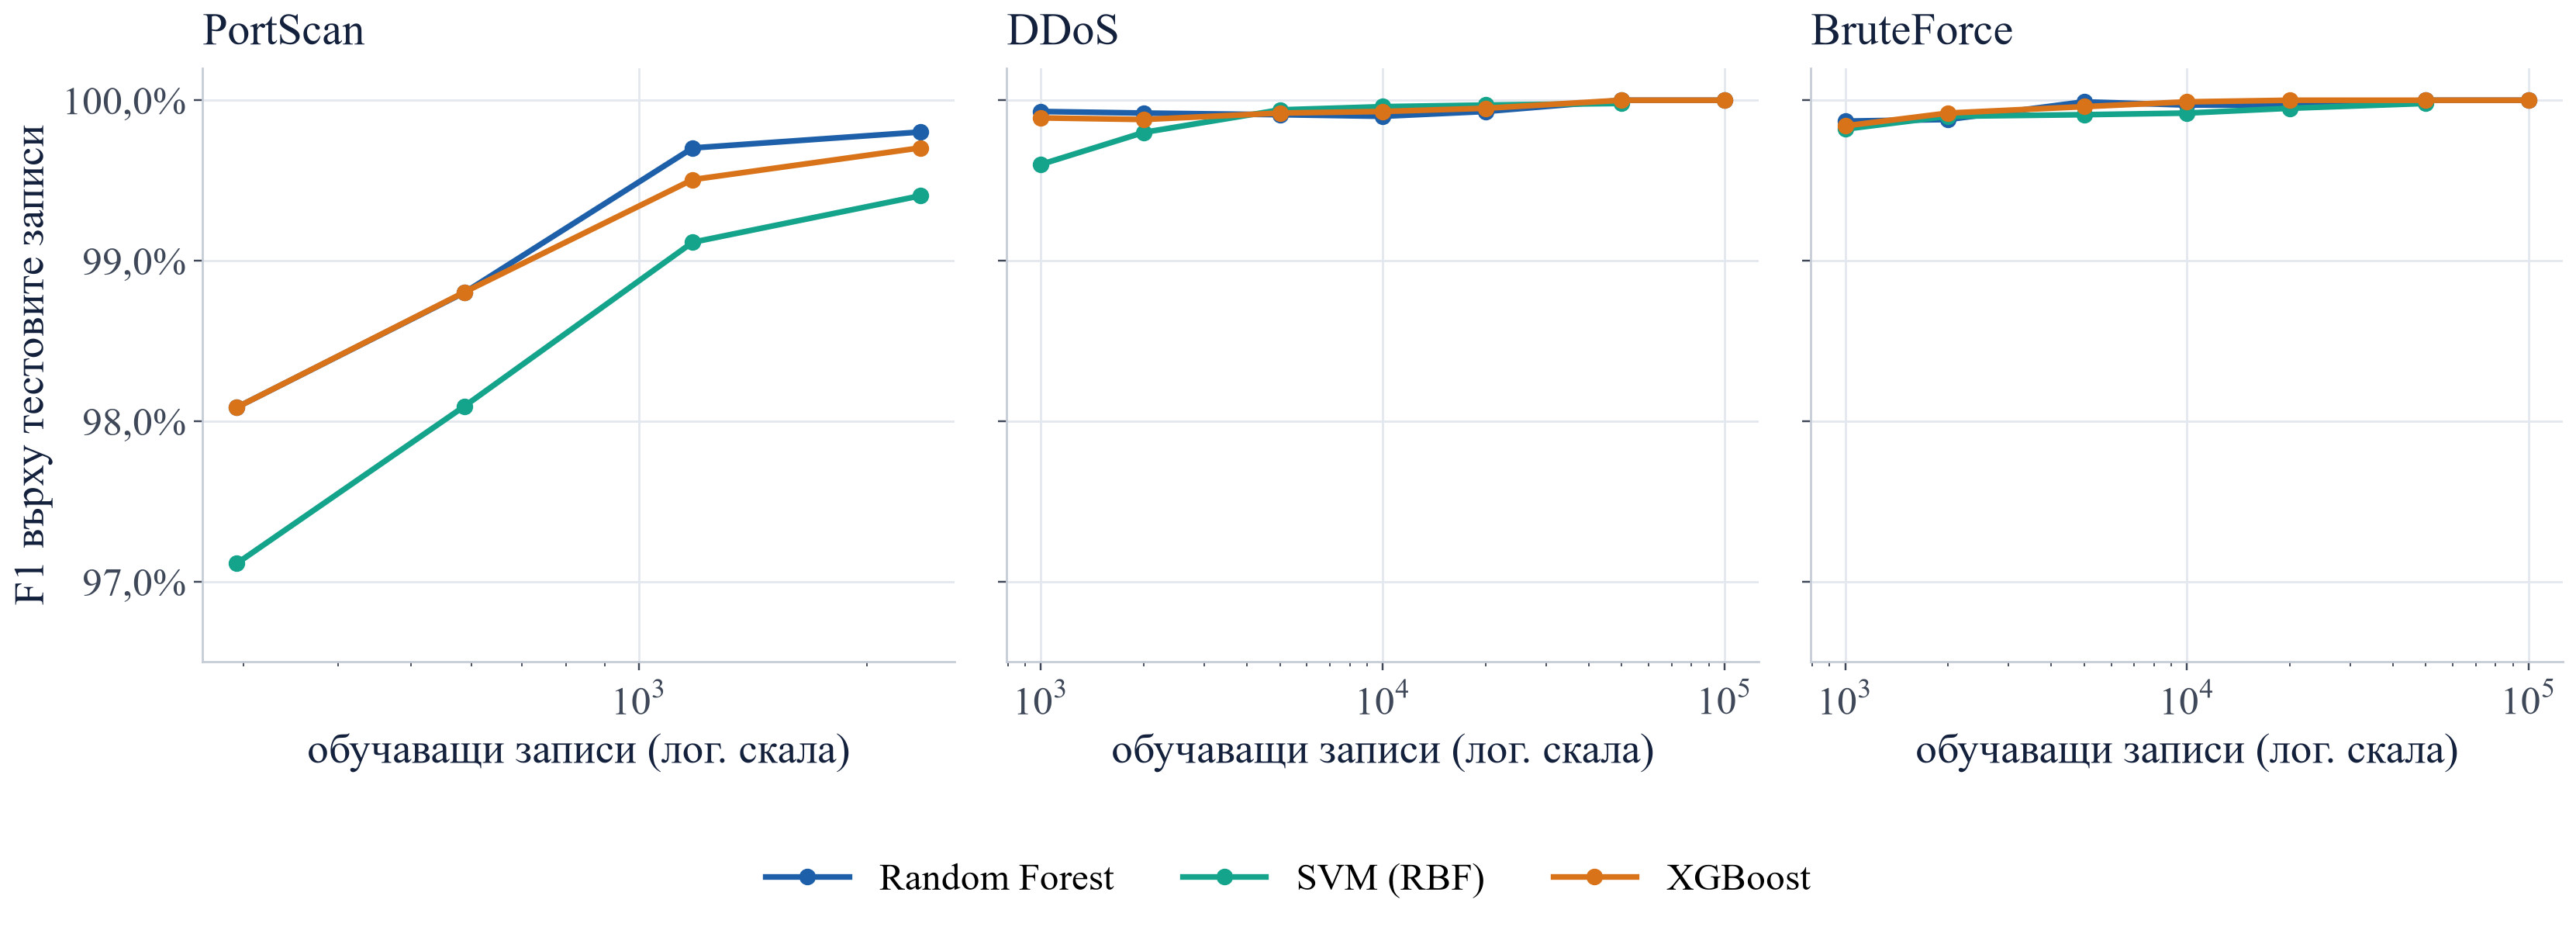 PortScan
DDoS
BruteForce
F1 върху тестовите записи
100,0%
99,0%
98,0%
97,0%
10³
10³
10⁴
10⁵
10³
10⁴
10⁵
обучаващи записи (лог. скала)
обучаващи записи (лог. скала)
обучаващи записи (лог. скала)
Random Forest
SVM (RBF)
XGBoost